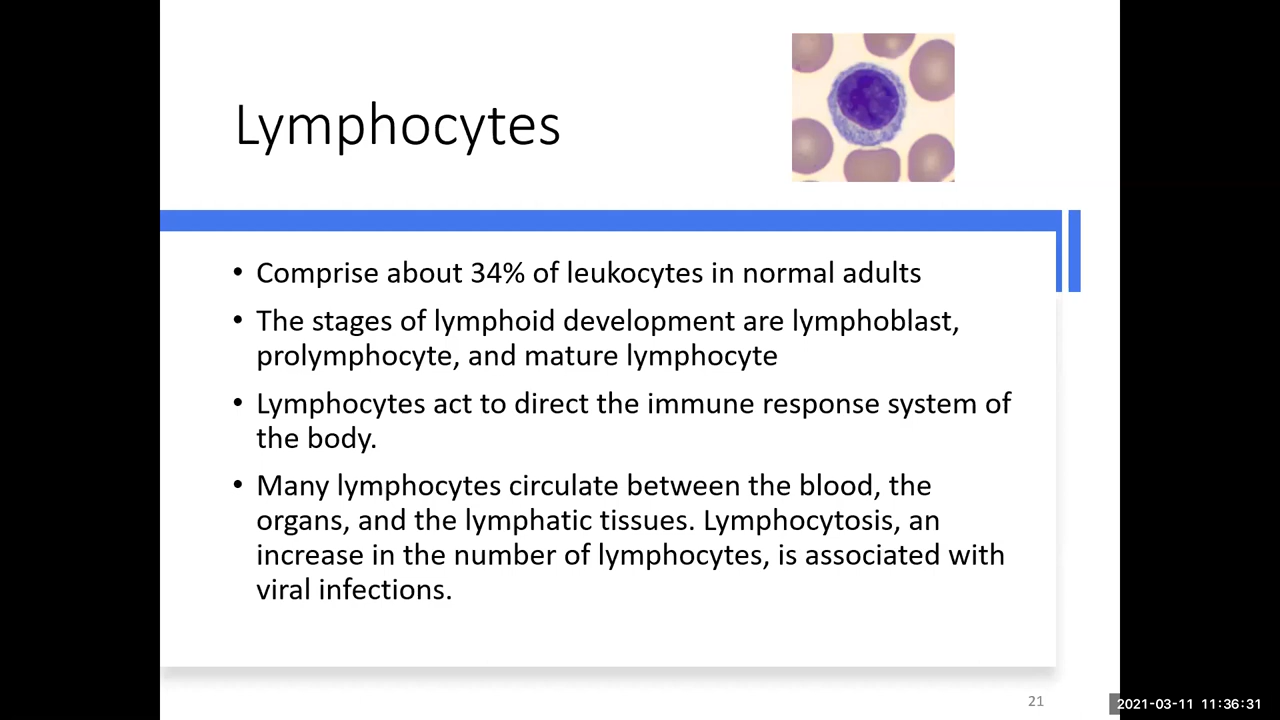 Lymphocytes
• Comprise about 34% of leukocytes in normal adults
• The stages of lymphoid development are lymphoblast,
prolymphocyte, and mature lymphocyte
• Lymphocytes act to direct the immune response system of
the body.
• Many lymphocytes circulate between the blood, the
organs, and the lymphatic tissues. Lymphocytosis, an
increase in the number of lymphocytes, is associated with
viral infections.
21
2021-03-11 11:36:31